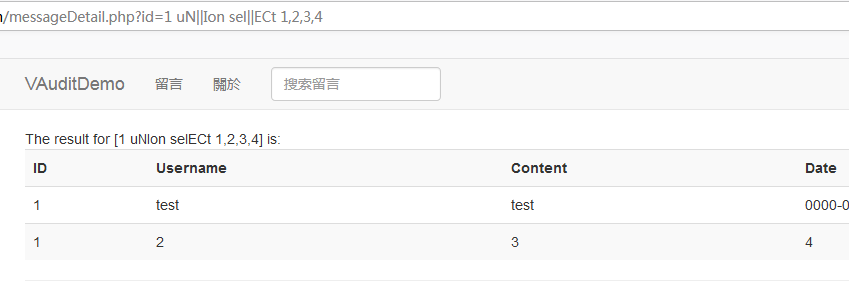 /messageDetail.php?id=1 uN||Ion sel||ECt 1,2,3,4
VAuditDemo 留言 關於 搜索留言
The result for [1 uNIon selECt 1,2,3,4] is:
ID Username Content Date
1 test test 0000-0
1 2 3 4